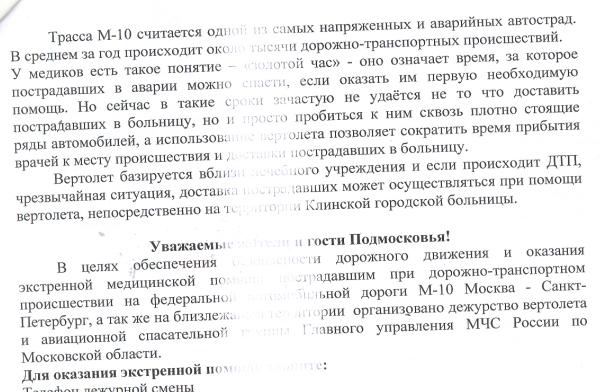 Трасса М-10 считается одной из самых напряженных и аварийных автострад.
В среднем за год происходит около тысячи дорожно-транспортных происшествий.
У медиков есть такое понятие – «золотой час» - оно означает время, за которое
пострадавших в аварии можно спасти, если оказать им первую необходимую
помощь. Но сейчас в такие сроки зачастую не удаётся не то что доставить
пострадавших в больницу, но и просто пробиться к ним сквозь плотно стоящие
ряды автомобилей, а использование вертолета позволяет сократить время прибытия
врачей к месту происшествия и доставки пострадавших в больницу.
Вертолет базируется вблизи лечебного учреждения и если происходит ДТП,
чрезвычайная ситуация, доставка пострадавших может осуществляться при помощи
вертолета, непосредственно на территории Клинской городской больницы.
Уважаемые жители и гости Подмосковья!
В целях обеспечения безопасности дорожного движения и оказания
экстренной медицинской помощи пострадавшим при дорожно-транспортном
происшествии на федеральной автомобильной дороги М-10 Москва - Санкт-
Петербург, а так же на близлежащей территории организовано дежурство вертолета
и авиационной спасательной группы Главного управления МЧС России по
Московской области.
Для оказания экстренной помощи звоните:
Телефон дежурной смены